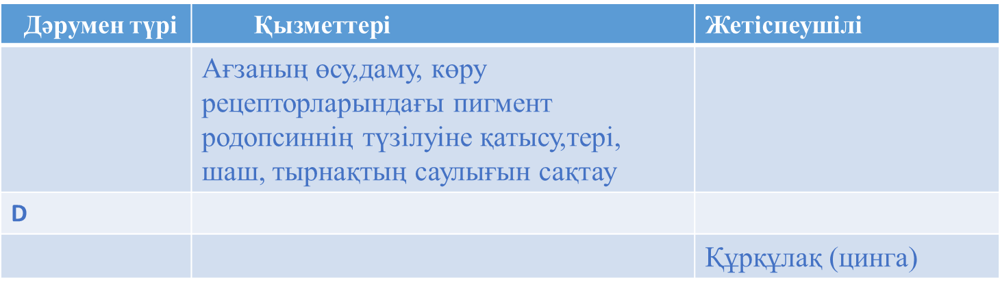 Дәрумен түрі Қызметтері Жетіспеушілі
Ағзаның өсу,даму, көру
рецепторларындағы пигмент
родопсиннің түзілуіне қатысу,тері,
шаш, тырнақтың саулығын сақтау
D
Құрқұлақ (цинга)